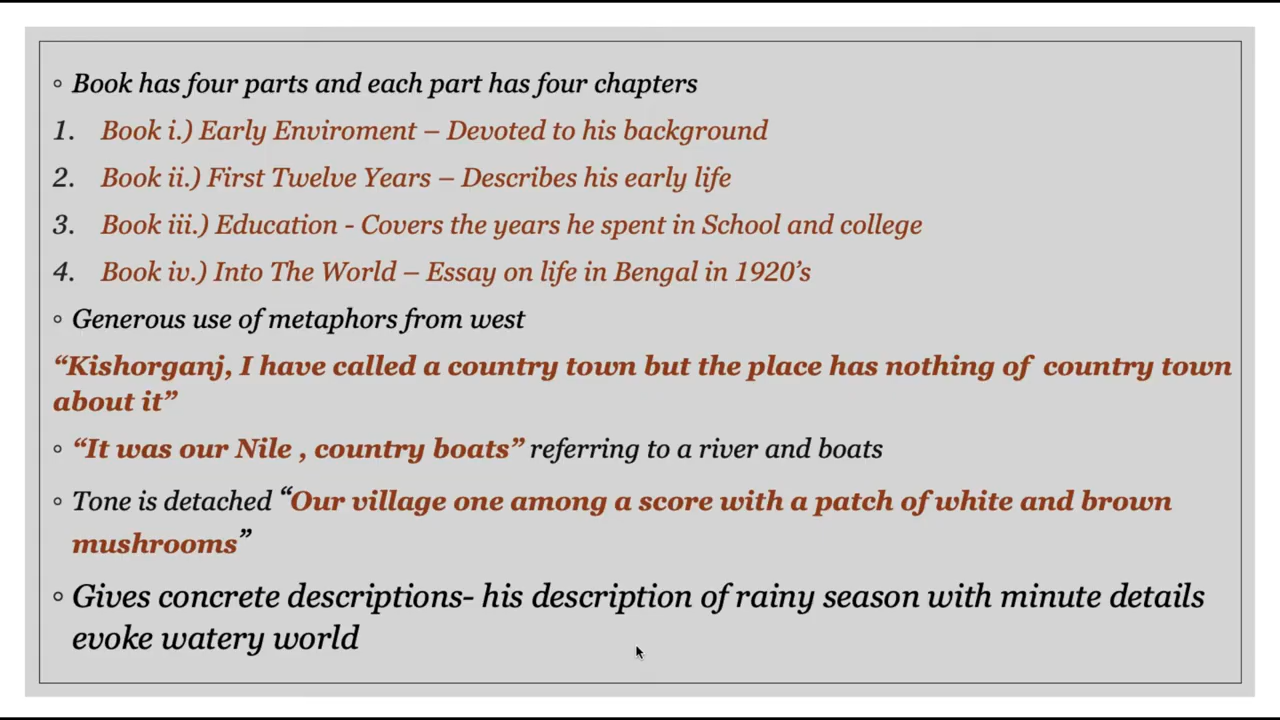 ◦ Book has four parts and each part has four chapters
1. Book i.) Early Enviroment – Devoted to his background
2. Book ii.) First Twelve Years – Describes his early life
3. Book iii.) Education - Covers the years he spent in School and college
4. Book iv.) Into The World – Essay on life in Bengal in 1920’s
◦ Generous use of metaphors from west
“Kishorganj, I have called a country town but the place has nothing of country town
about it”
◦ “It was our Nile , country boats” referring to a river and boats
◦ Tone is detached “Our village one among a score with a patch of white and brown
mushrooms”
◦ Gives concrete descriptions- his description of rainy season with minute details
evoke watery world